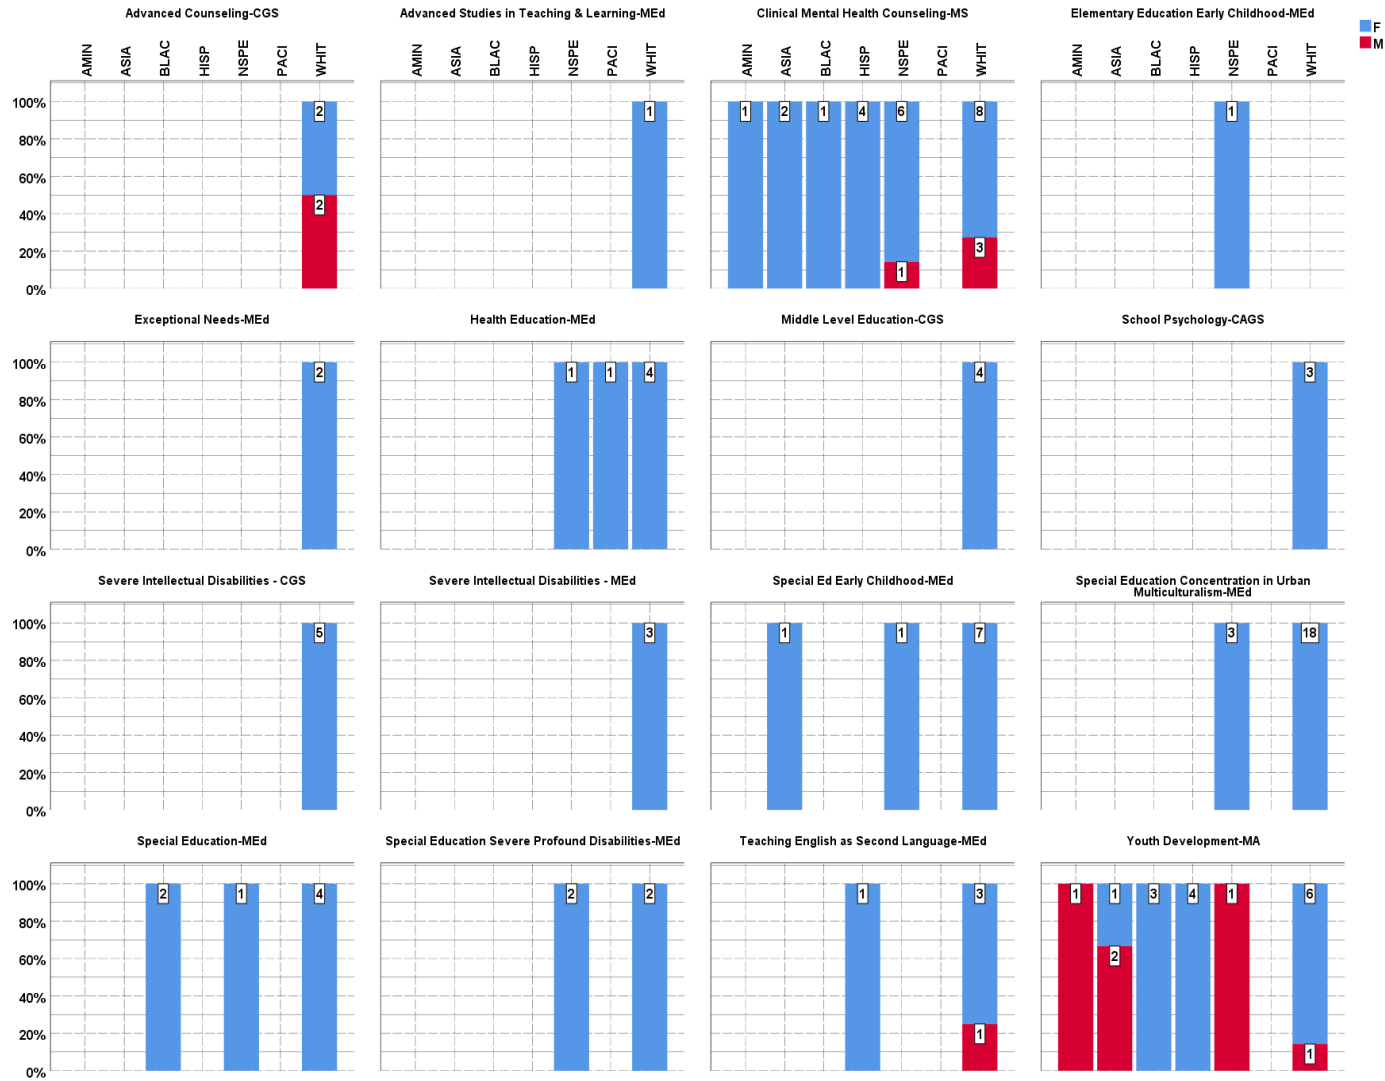 Advanced Counseling-CGS
Advanced Studies in Teaching & Learning-MEd
Clinical Mental Health Counseling-MS
Elementary Education Early Childhood-MEd
F
M
AMIN ASIA BLAC HISP NSPE PACI WHIT
AMIN ASIA BLAC HISP NSPE PACI WHIT
AMIN ASIA BLAC HISP NSPE PACI WHIT
AMIN ASIA BLAC HISP NSPE PACI WHIT
100%
80%
60%
40%
20%
0%
2
2
1
1 2 1 4 6 8
1 3
1
Exceptional Needs-MEd
Health Education-MEd
Middle Level Education-CGS
School Psychology-CAGS
100%
80%
60%
40%
20%
0%
2
1 1 4
4
3
Severe Intellectual Disabilities - CGS
Severe Intellectual Disabilities - MEd
Special Ed Early Childhood-MEd
Special Education Concentration in Urban
Multiculturalism-MEd
100%
80%
60%
40%
20%
0%
5
3
1 1 7
3 18
Special Education-MEd
Special Education Severe Profound Disabilities-MEd
Teaching English as Second Language-MEd
Youth Development-MA
100%
80%
60%
40%
20%
0%
2 1 4
2 2
1 3
1
1 1 3 4 1 6
2 1